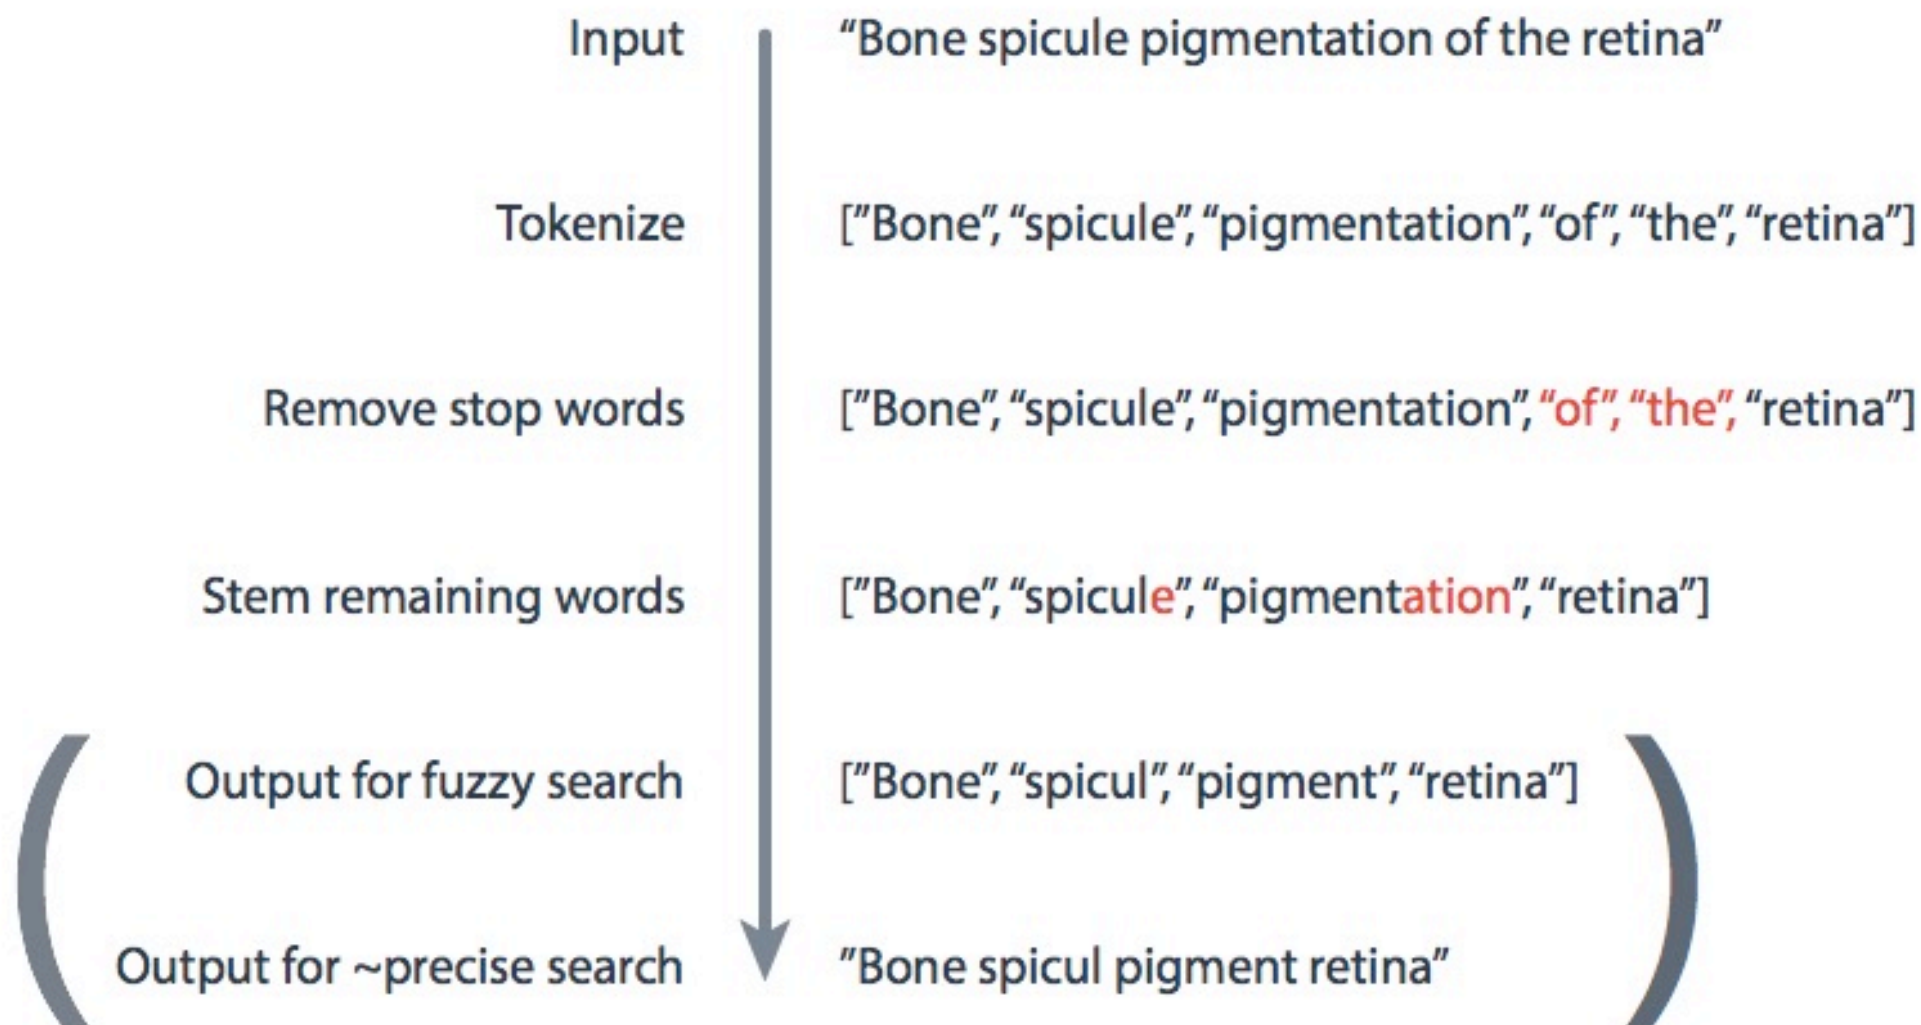 Input “Bone spicule pigmentation of the retina”
Tokenize [”Bone”, “spicule”, “pigmentation”, “of”, “the”, “retina”]
Remove stop words [”Bone”, “spicule”, “pigmentation”, “of”, “the”, “retina”]
Stem remaining words [”Bone”, “spicule”, “pigmentation”, “retina”]
Output for fuzzy search [”Bone”, “spicul”, “pigment”, “retina”]
Output for ~precise search ”Bone spicul pigment retina”